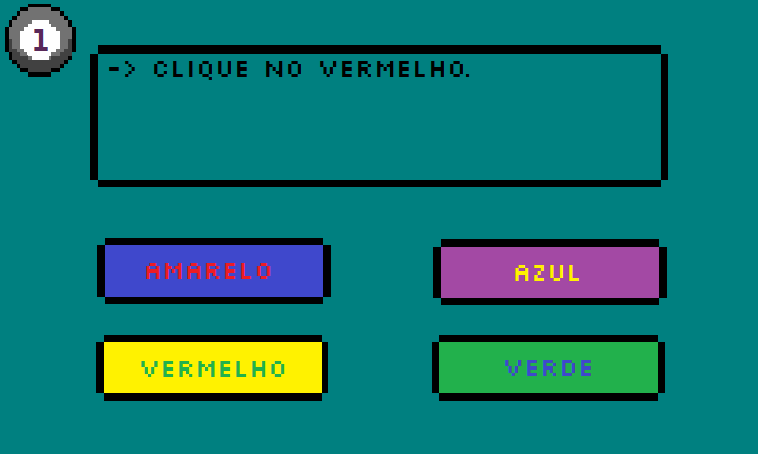 1
-> CLIQUE NO VERMELHO.
AMARELO
AZUL
VERMELHO
VERDE